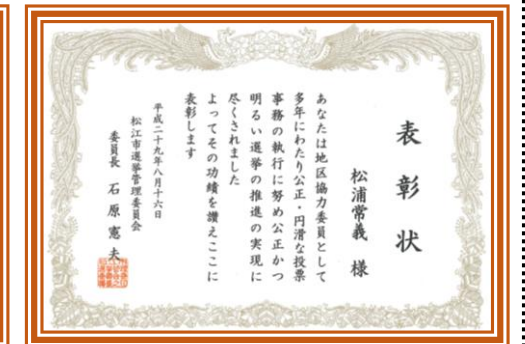 表彰状
松浦常義 様
あなたは地区協力委員として
多年にわたり公正・円滑な投票
事務の執行に努め公正かつ
明るい選挙の推進の実現に
尽くされました
よってその功績を讃えここに
表彰します
平成二十九年八月十六日
松江市選挙管理委員会
委員長 石原憲夫